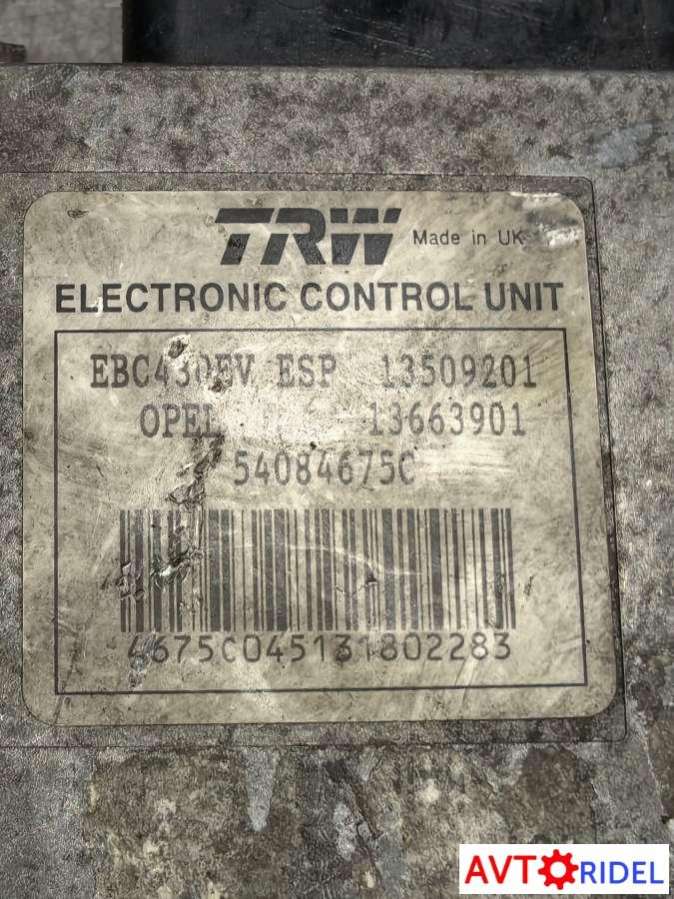 TRW Made in UK
ELECTRONIC CONTROL UNIT
EBC430EV ESP 13509201
OPEL 13663901
54084675C
4675C045131802283
AVTORIDEL